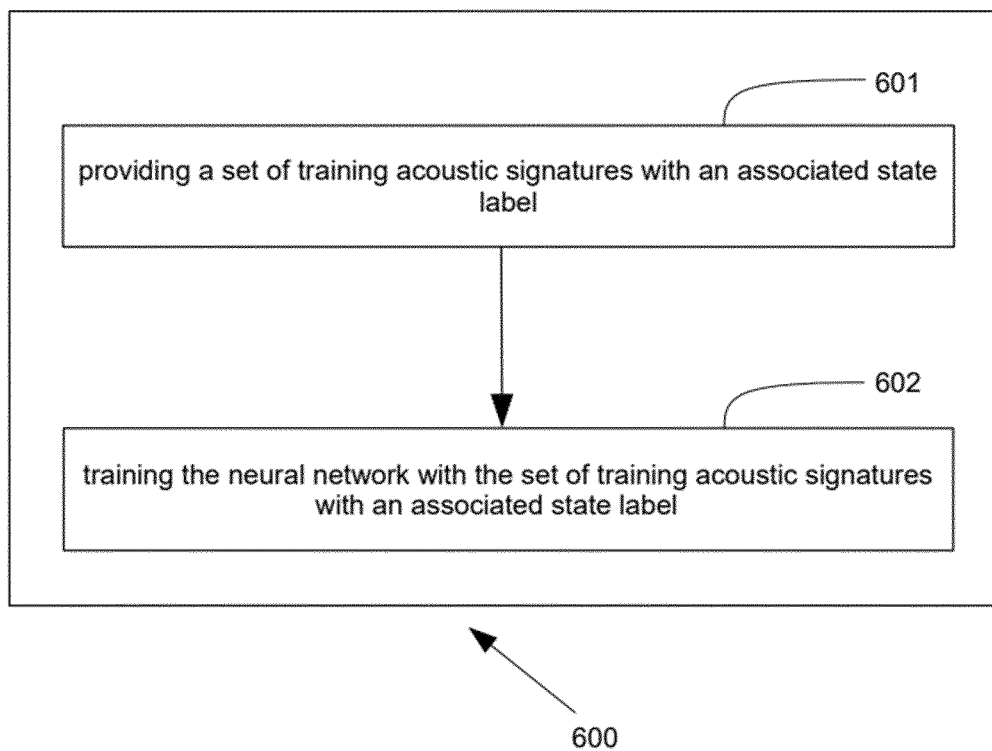 601
providing a set of training acoustic signatures with an associated state
label
602
training the neural network with the set of training acoustic signatures
with an associated state label
600